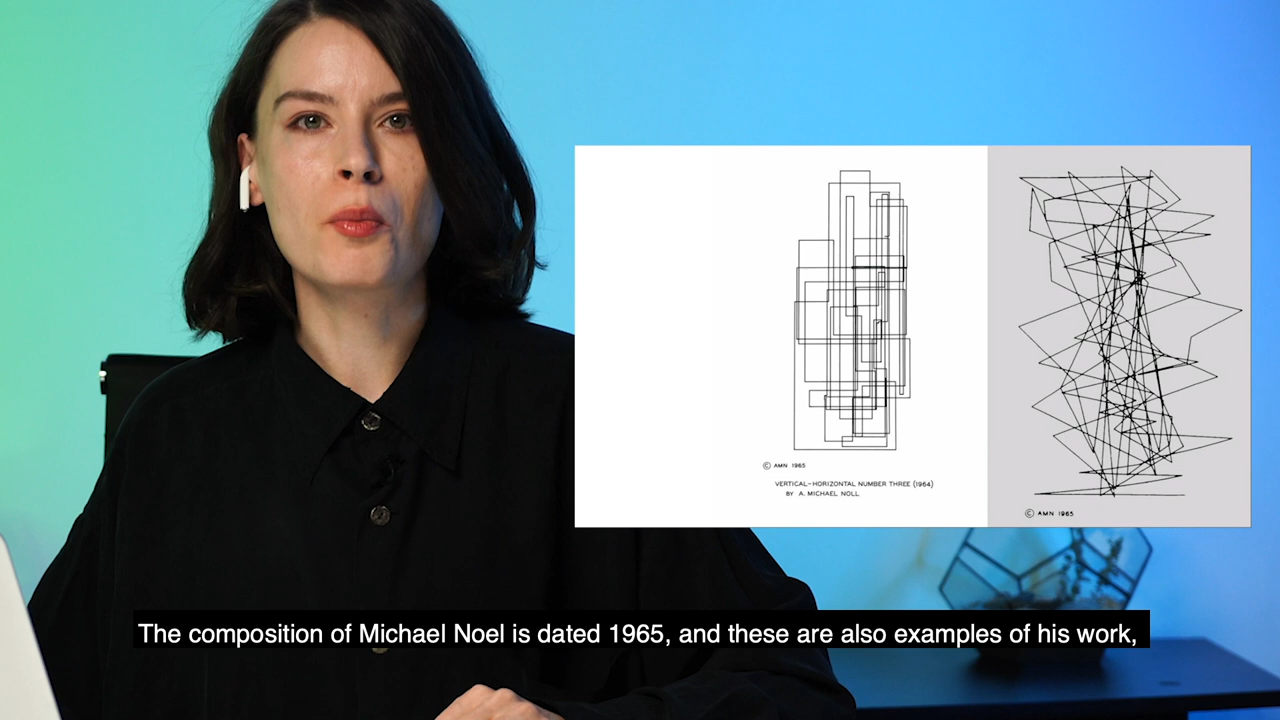 © AMN 1965
VERTICAL-HORIZONTAL NUMBER THREE (1964)
BY A. MICHAEL NOLL
© AMN 1965
The composition of Michael Noel is dated 1965, and these are also examples of his work,